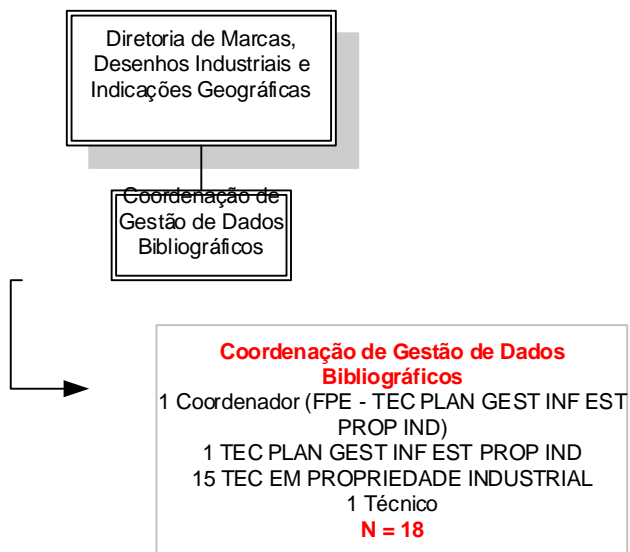 Diretoria de Marcas,
Desenhos Industriais e
Indicações Geográficas
Coordenação de
Gestão de Dados
Bibliográficos
Coordenação de Gestão de Dados
Bibliográficos
1 Coordenador (FPE - TEC PLAN GEST INF EST
PROP IND)
1 TEC PLAN GEST INF EST PROP IND
15 TEC EM PROPRIEDADE INDUSTRIAL
1 Técnico
N = 18